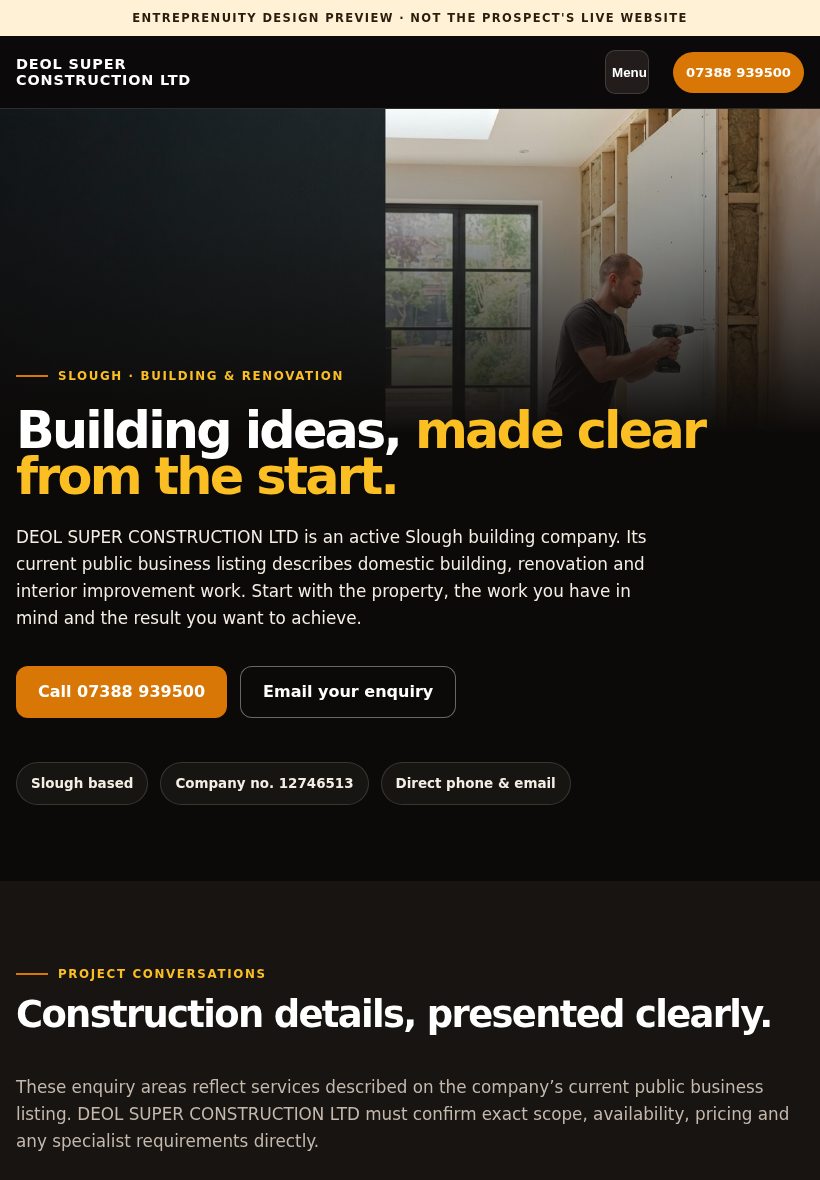 ENTREPRENUITY DESIGN PREVIEW · NOT THE PROSPECT'S LIVE WEBSITE
DEOL SUPER
CONSTRUCTION LTD
Menu
07388 939500
SLOUGH · BUILDING & RENOVATION
Building ideas, made clear
from the start.
DEOL SUPER CONSTRUCTION LTD is an active Slough building company. Its
current public business listing describes domestic building, renovation and
interior improvement work. Start with the property, the work you have in
mind and the result you want to achieve.
Call 07388 939500
Email your enquiry
Slough based
Company no. 12746513
Direct phone & email
PROJECT CONVERSATIONS
Construction details, presented clearly.
These enquiry areas reflect services described on the company’s current public business
listing. DEOL SUPER CONSTRUCTION LTD must confirm exact scope, availability, pricing and
any specialist requirements directly.